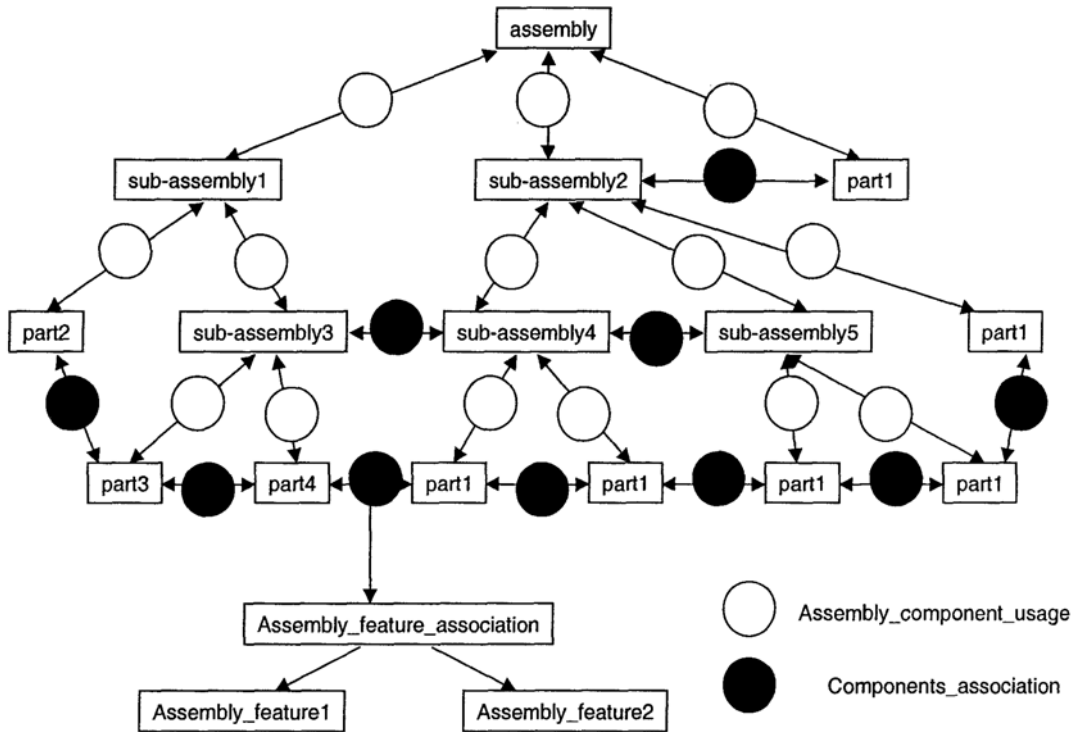 assembly
sub-assembly1
sub-assembly2
part1
part2
sub-assembly3
sub-assembly4
sub-assembly5
part1
part3
part4
part1
part1
part1
part1
Assembly_feature_association
Assembly_component_usage
Components_association
Assembly_feature1
Assembly_feature2